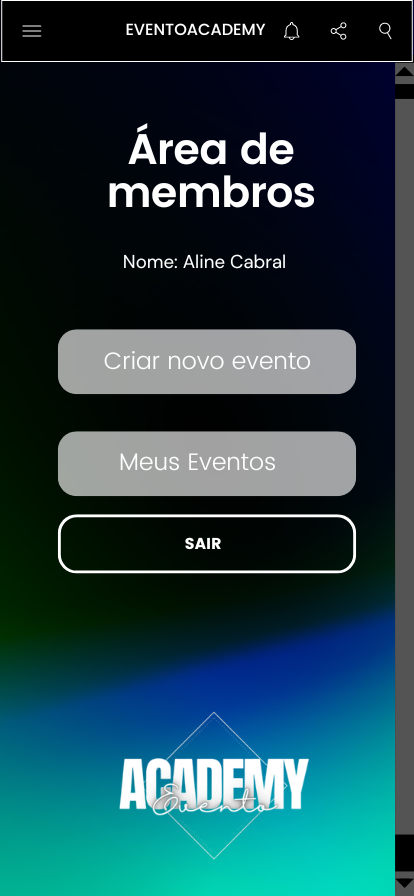 EVENTOACADEMY
Área de
membros
Nome: Aline Cabral
Criar novo evento
Meus Eventos
SAIR
ACADEMY
Evento